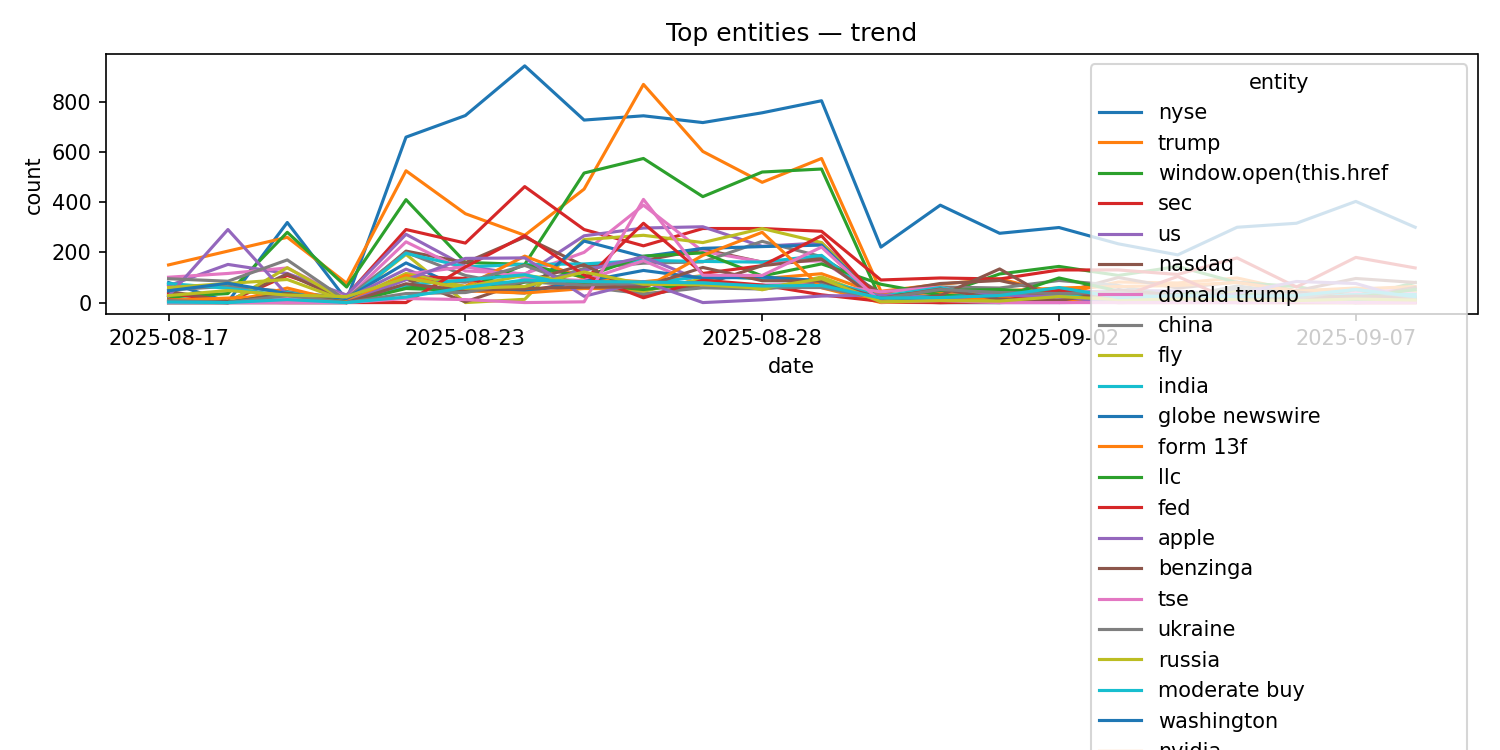 Top entities — trend
count
800
600
400
200
0
2025-08-17
2025-08-23
2025-08-28
2025-09-02
2025-09-07
date
entity
nyse
trump
window.open(this.href
sec
us
nasdaq
donald trump
china
fly
india
globe newswire
form 13f
llc
fed
apple
benzinga
tse
ukraine
russia
moderate buy
washington
nvidia